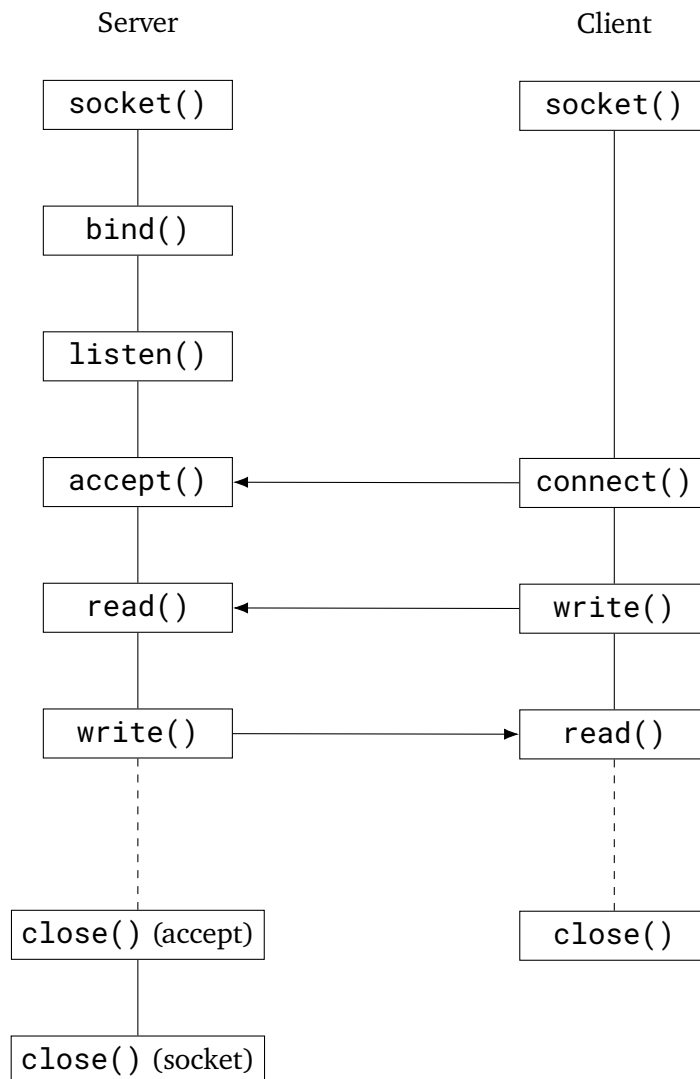 Server Client
socket() socket()
bind()
listen()
accept() connect()
read() write()
write() read()
close() (accept) close()
close() (socket)